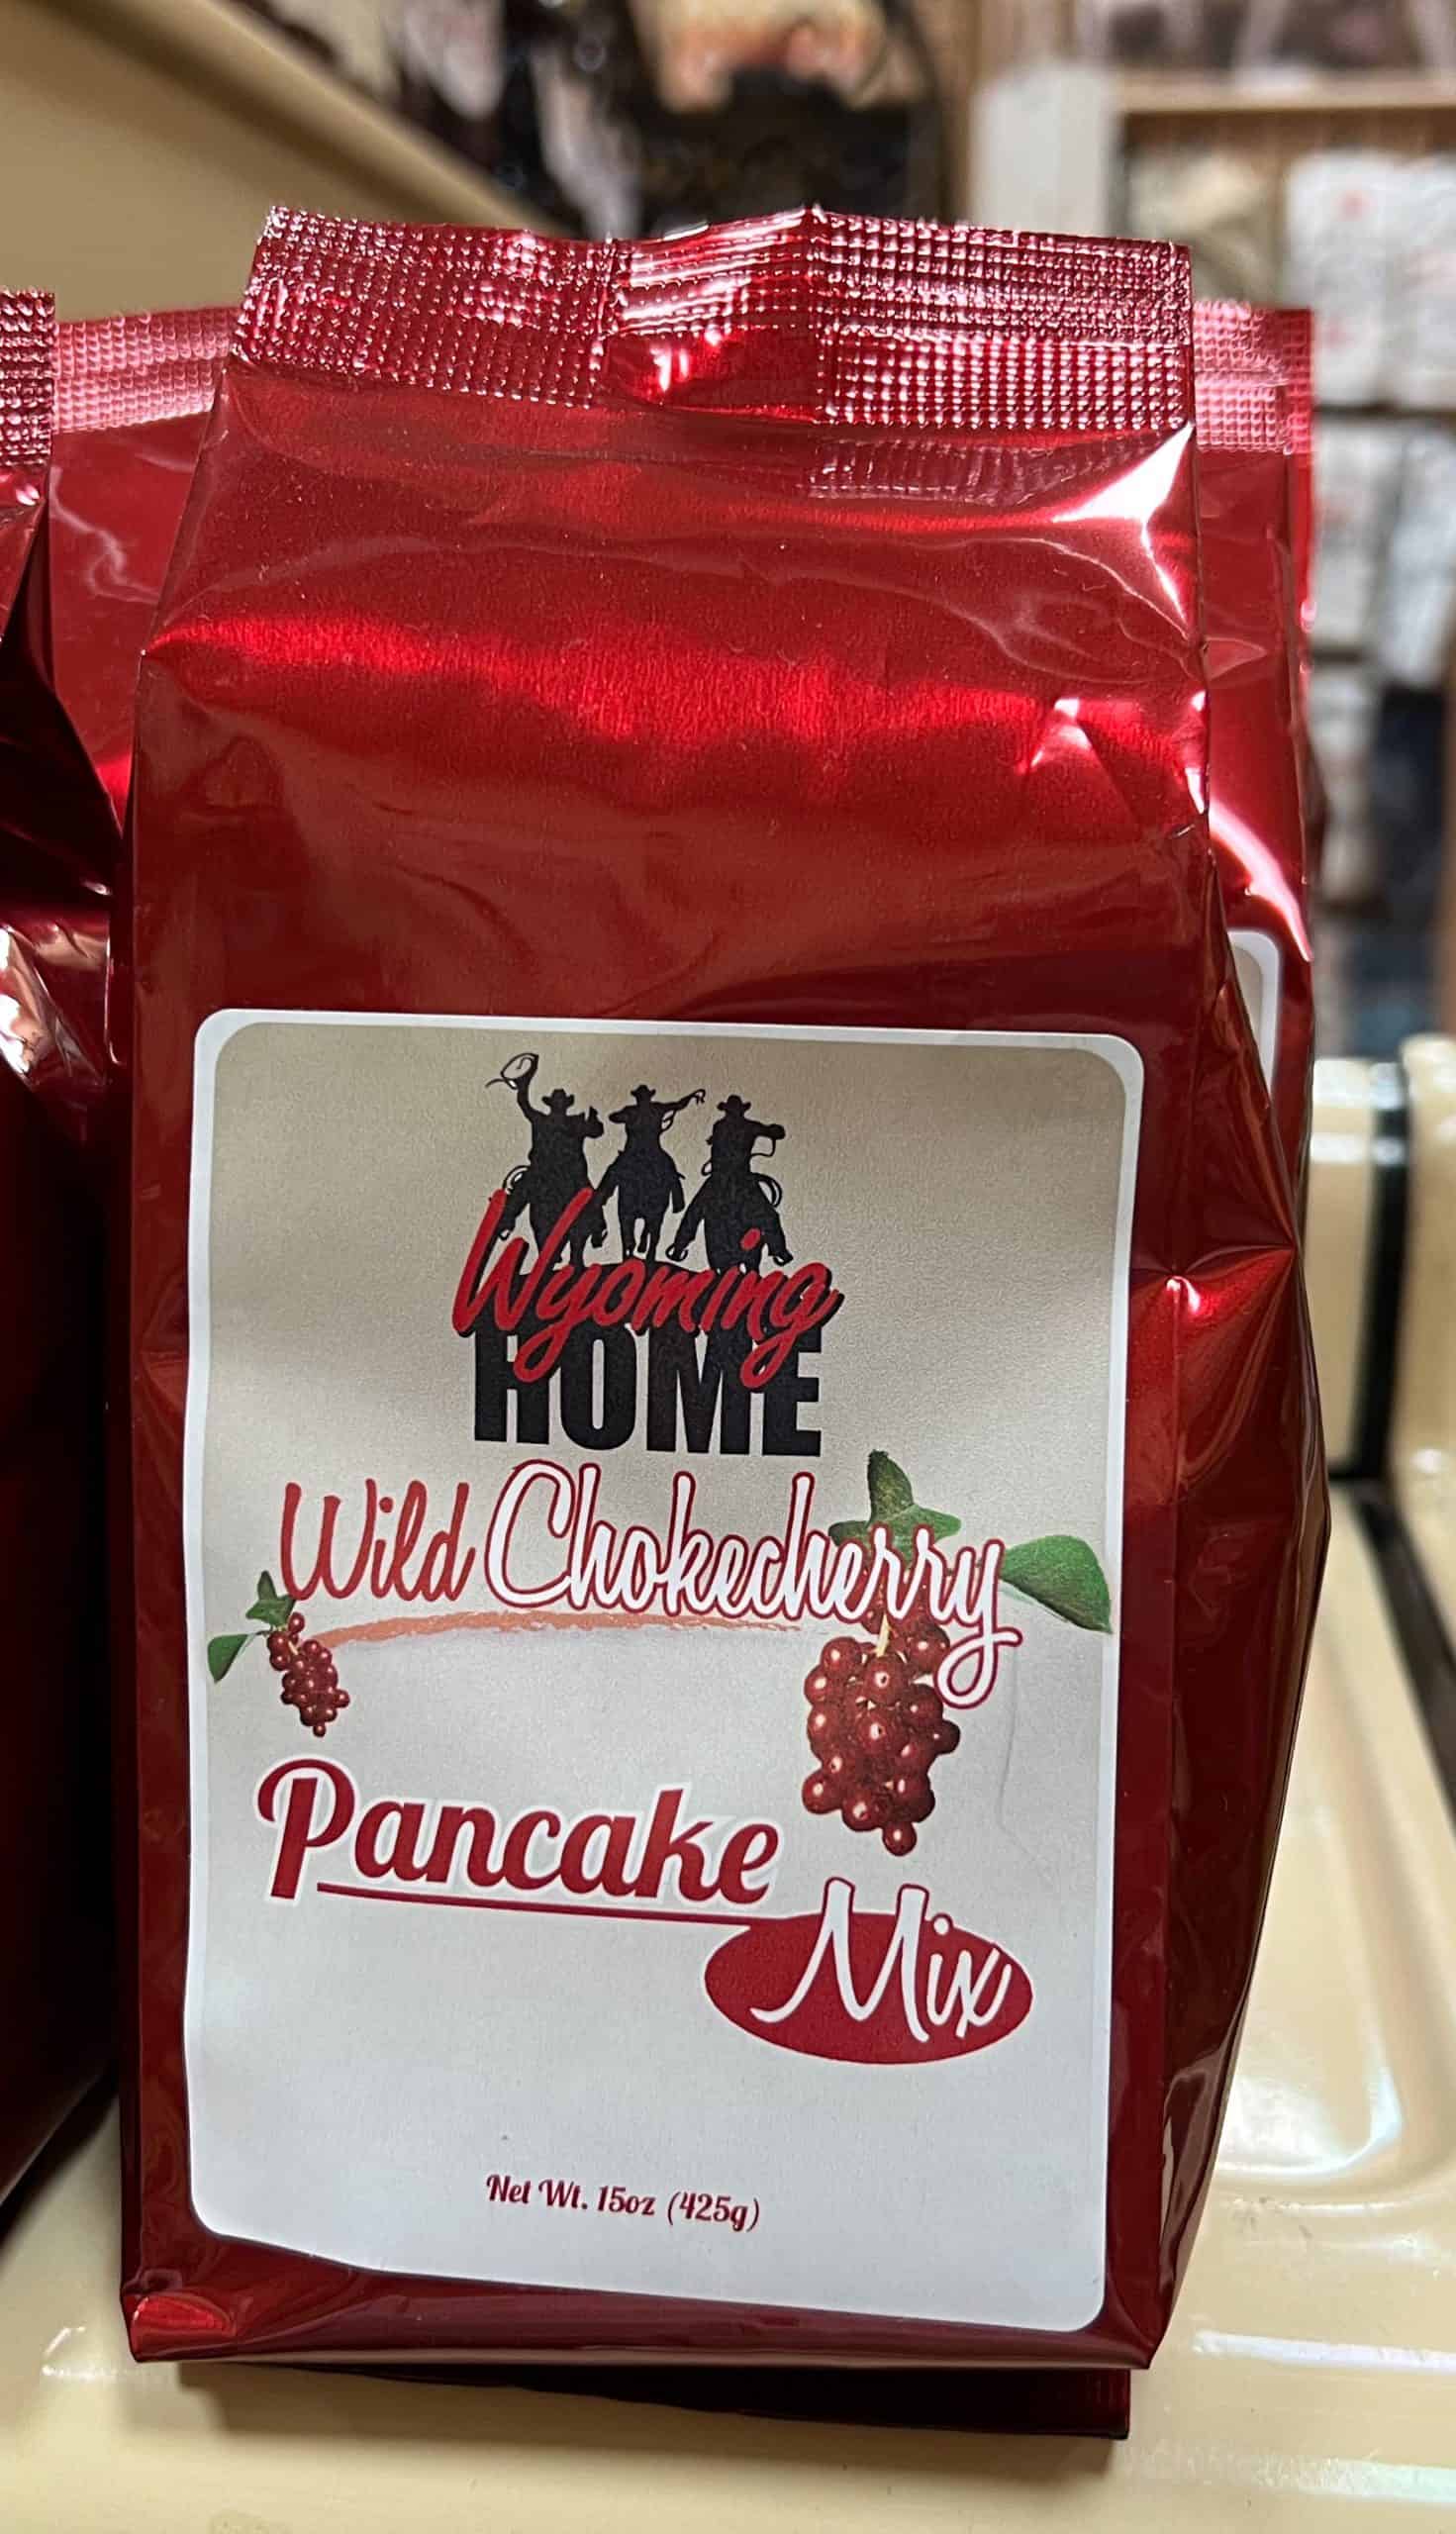 Wyoming
HOME
Wild Chokecherry
Pancake
Mix
Net Wt. 15oz (425g)